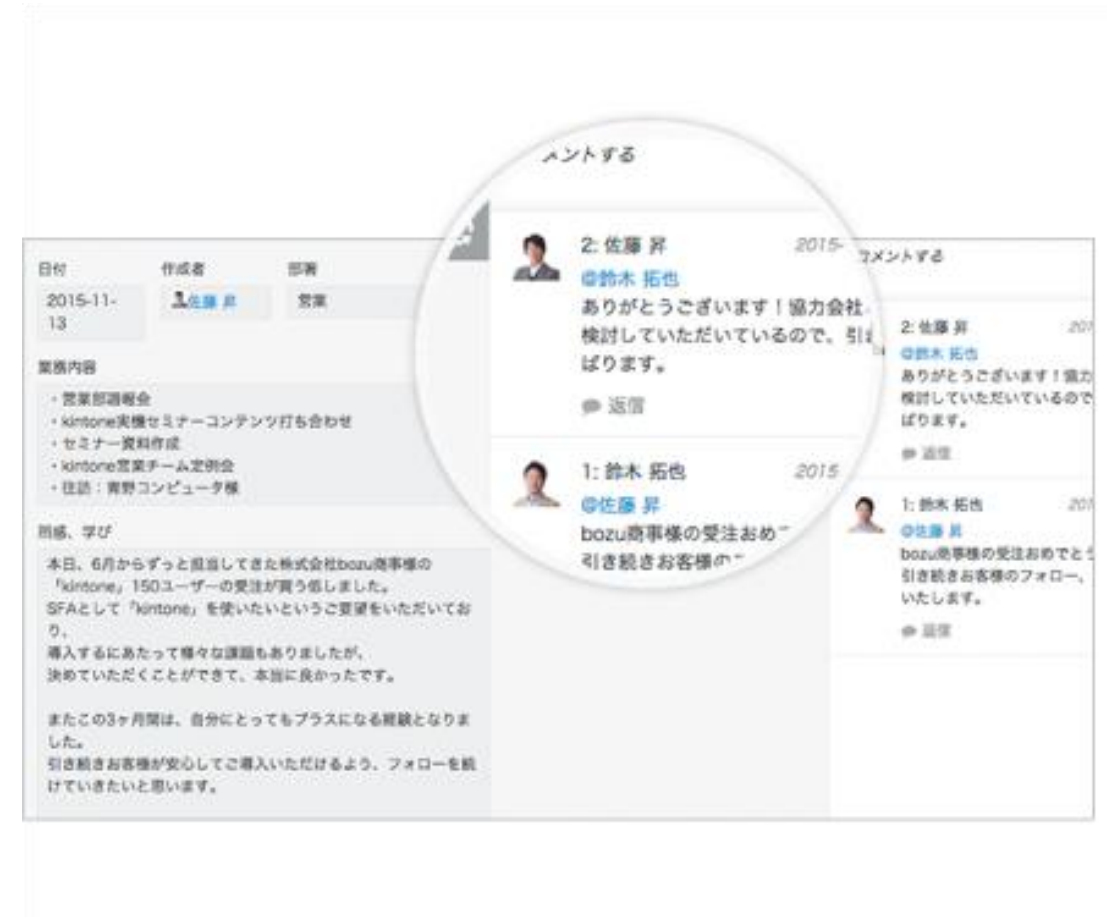 日付 作成者 部署
2015-11-
13
佐藤 昇
営業
業務内容
・営業部週報会
・kintone実機セミナーコンテンツ打ち合わせ
・セミナー資料作成
・kintone営業チーム定例会
・往訪：青野コンピュータ様
所感、学び
本日、6月からずっと担当してきた株式会社bozu商事様の
「kintone」150ユーザーの受注が
SFAとして「kintone」を使いたいというご要望をいただいてお
り、
導入するにあたって様々な課題もありましたが、
決めていただくことができて、本当に良かったです。
またこの3ヶ月間は、自分にとってもプラスになる経験となりま
した。
引き続きお客様が安心してご導入いただけるよう、フォローを続
けていきたいと思います。
メントする
2: 佐藤 昇 2015-
@鈴木 拓也
ありがとうございます！協力会社
検討していただいているので、引
ばります。
返信
1: 鈴木 拓也 2015
@佐藤 昇
bozu商事様の受注おめ
引き続きお客様の
コメントする
2: 佐藤 昇 201
@鈴木 拓也
ありがとうございます！協力
検討していただいているので
ばります。
返信
1: 鈴木 拓也 201
@佐藤 昇
bozu商事様の受注おめでとう
引き続きお客様のフォロー、
いたします。
返信